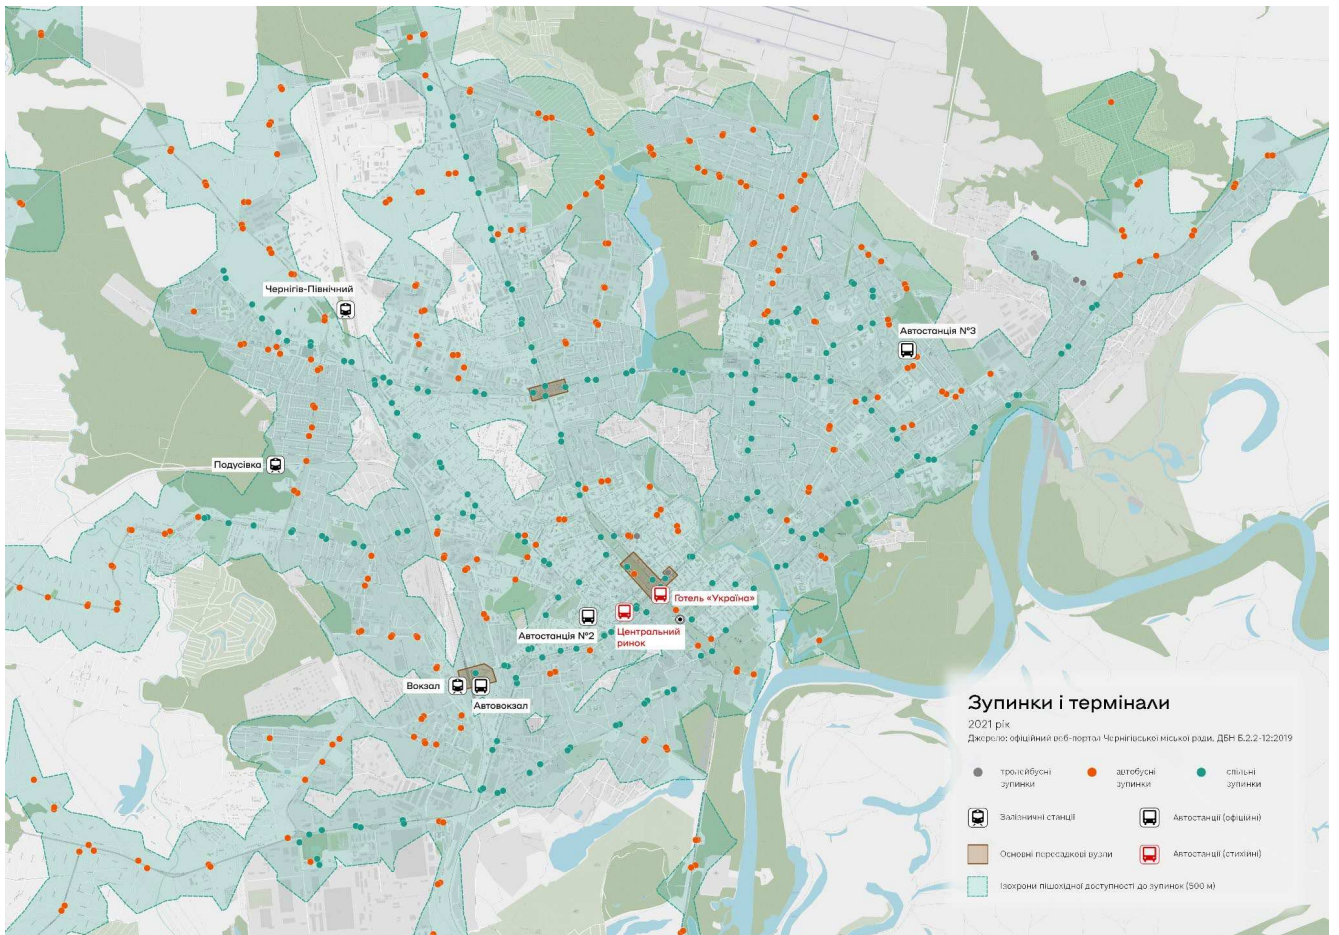 Чернігів-Північний
Автостанція №3
Подусівка
Готель «Україна»
Автостанція №2
Центральний
ринок
Вокзал
Автовокзал
Зупинки і термінали
2021 рік
Джерело: офіційний веб-портал Чернігівської міської ради, ДБН Б.2.2-12:2019
тролейбусні
зупинки
автобусні
зупинки
спільні
зупинки
Залізничні станції
Автостанції (офіційні)
Основні пересадкові вузли
Автостанції (стихійні)
Ізохрони пішохідної доступності до зупинок (500 м)